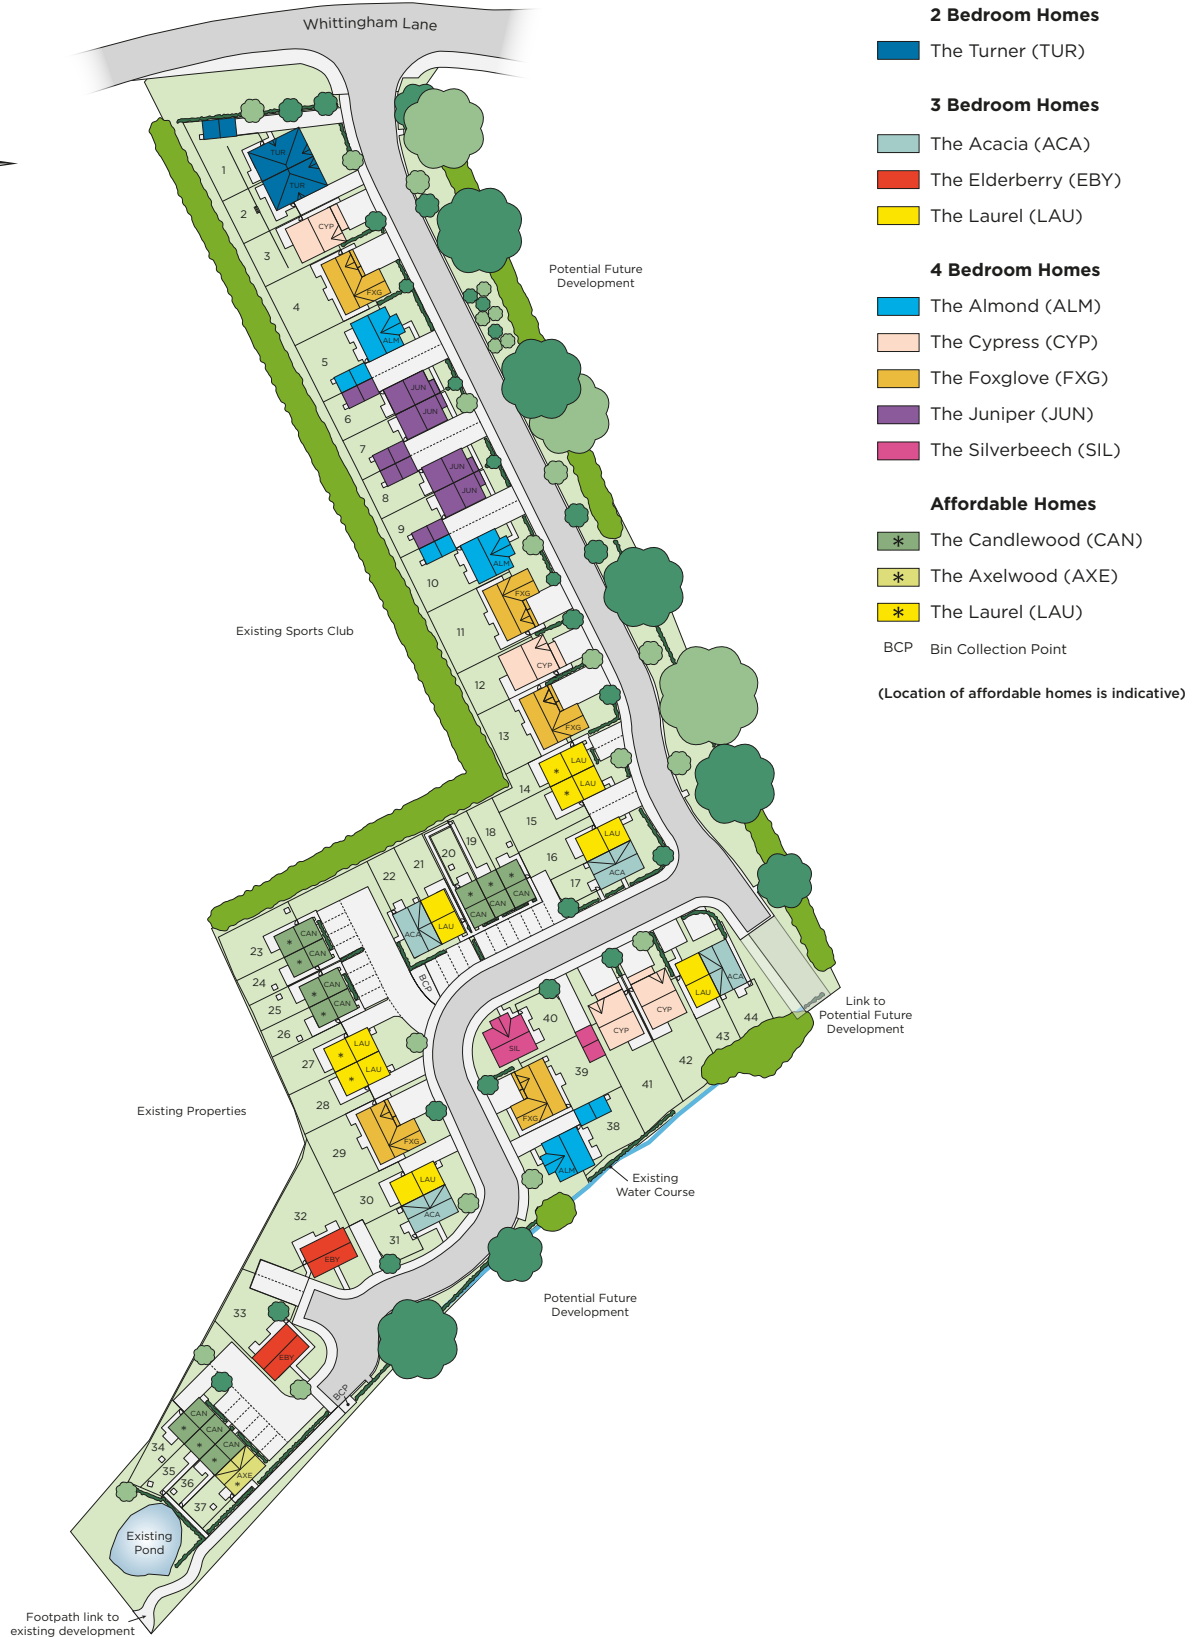 Whittingham Lane
2 Bedroom Homes
The Turner (TUR)
3 Bedroom Homes
The Acacia (ACA)
The Elderberry (EBY)
The Laurel (LAU)
4 Bedroom Homes
The Almond (ALM)
The Cypress (CYP)
The Foxglove (FXG)
The Juniper (JUN)
The Silverbeech (SIL)
Affordable Homes
* The Candlewood (CAN)
* The Axelwood (AXE)
* The Laurel (LAU)
BCP Bin Collection Point
(Location of affordable homes is indicative)
TUR
1
TUR
2
CYP
3
Potential Future
Development
4
FXG
ALM
5
JUN
6
JUN
7
JUN
8
JUN
9
ALM
10
FXG
11
Existing Sports Club
CYP
12
FXG
13
LAU
*
LAU
14
*
15
LAU
16
ACA
17
18
19
20
21
22
CAN
*
CAN
*
CAN
*
LAU
ACA
23
CAN
*
CAN
*
24
CAN
*
25
CAN
*
26
BCP
LAU
*
27
LAU
*
28
40
SIL
CYP
CYP
LAU
ACA
44
43
42
41
39
38
Link to
Potential Future
Development
Existing Properties
FXG
29
FXG
ALM
Existing
Water Course
LAU
30
ACA
31
32
EBY
33
EBY
Potential Future
Development
BCP
CAN
*
CAN
*
CAN
*
AXE
*
34
35
36
37
Existing
Pond
Footpath link to
existing development